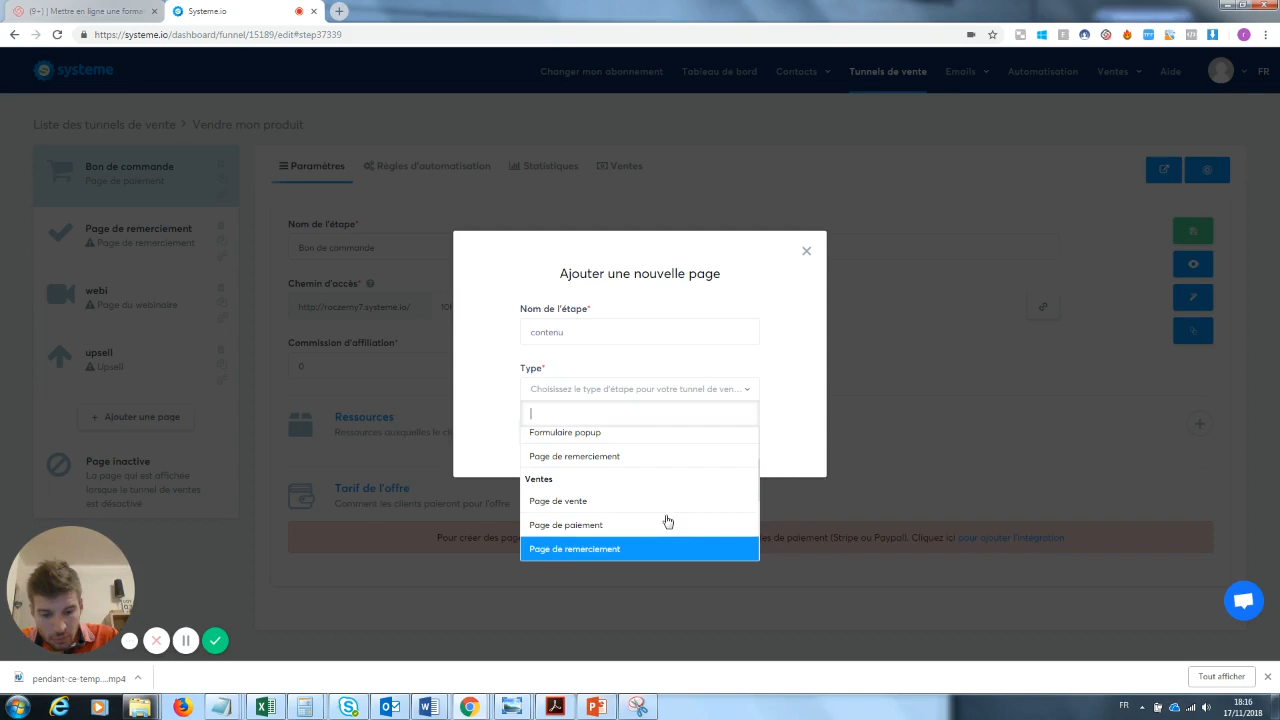 (9+) | Mettre en ligne une forma
Systeme.io
https://systeme.io/dashboard/funnel/15189/edit#step37339
systeme
Changer mon abonnement
Tableau de bord
Contacts
Tunnels de vente
Emails
Automatisation
Ventes
Aide
FR
Liste des tunnels de vente > Vendre mon produit
Bon de commande
Page de paiement
Page de remerciement
Page de remerciement
webi
Page du webinaire
upsell
Upsell
+ Ajouter une page
Page inactive
La page qui est affichée
lorsque le tunnel de ventes
est désactivé
Paramètres
Règles d'automatisation
Statistiques
Ventes
Nom de l'étape*
Bon de commande
Chemin d'accès*
http://roczemy7.systeme.io/
Commission d'affiliation*
0
Ressources
Ressources auxquelles le cl
Tarif de l'offre
Comment les clients paieront pour l'offre
Pour créer des pag
es de paiement (Stripe ou Paypal). Cliquez ici pour ajouter l'intégration
Ajouter une nouvelle page
Nom de l'étape*
contenu
Type*
Choisissez le type d'étape pour votre tunnel de ven...
Formulaire popup
Page de remerciement
Ventes
Page de vente
Page de paiement
Page de remerciement
pendant-ce-temp....mp4
Tout afficher
FR
18:16
17/11/2018